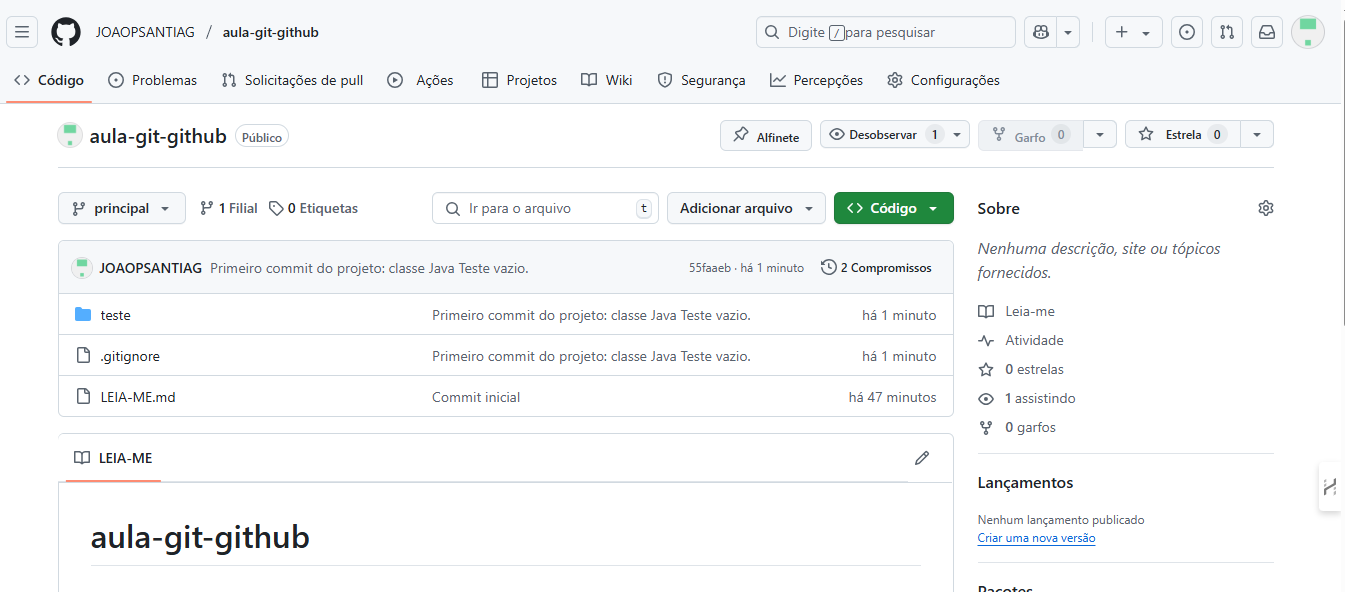 JOAOPSANTIAG / aula-git-github
Digite / para pesquisar
Código Problemas Solicitações de pull Ações Projetos Wiki Segurança Percepções Configurações
aula-git-github Público
Alfinete Desobservar 1 Garfo 0 Estrela 0
principal 1 Filial 0 Etiquetas Ir para o arquivo t Adicionar arquivo Código
JOAOPSANTIAG Primeiro commit do projeto: classe Java Teste vazio. 55faaeb · há 1 minuto 2 Compromissos
teste Primeiro commit do projeto: classe Java Teste vazio. há 1 minuto
.gitignore Primeiro commit do projeto: classe Java Teste vazio. há 1 minuto
LEIA-ME.md Commit inicial há 47 minutos
LEIA-ME
aula-git-github
Sobre
Nenhuma descrição, site ou tópicos
fornecidos.
Leia-me
Atividade
0 estrelas
1 assistindo
0 garfos
Lançamentos
Nenhum lançamento publicado
Criar uma nova versão
Pacotes